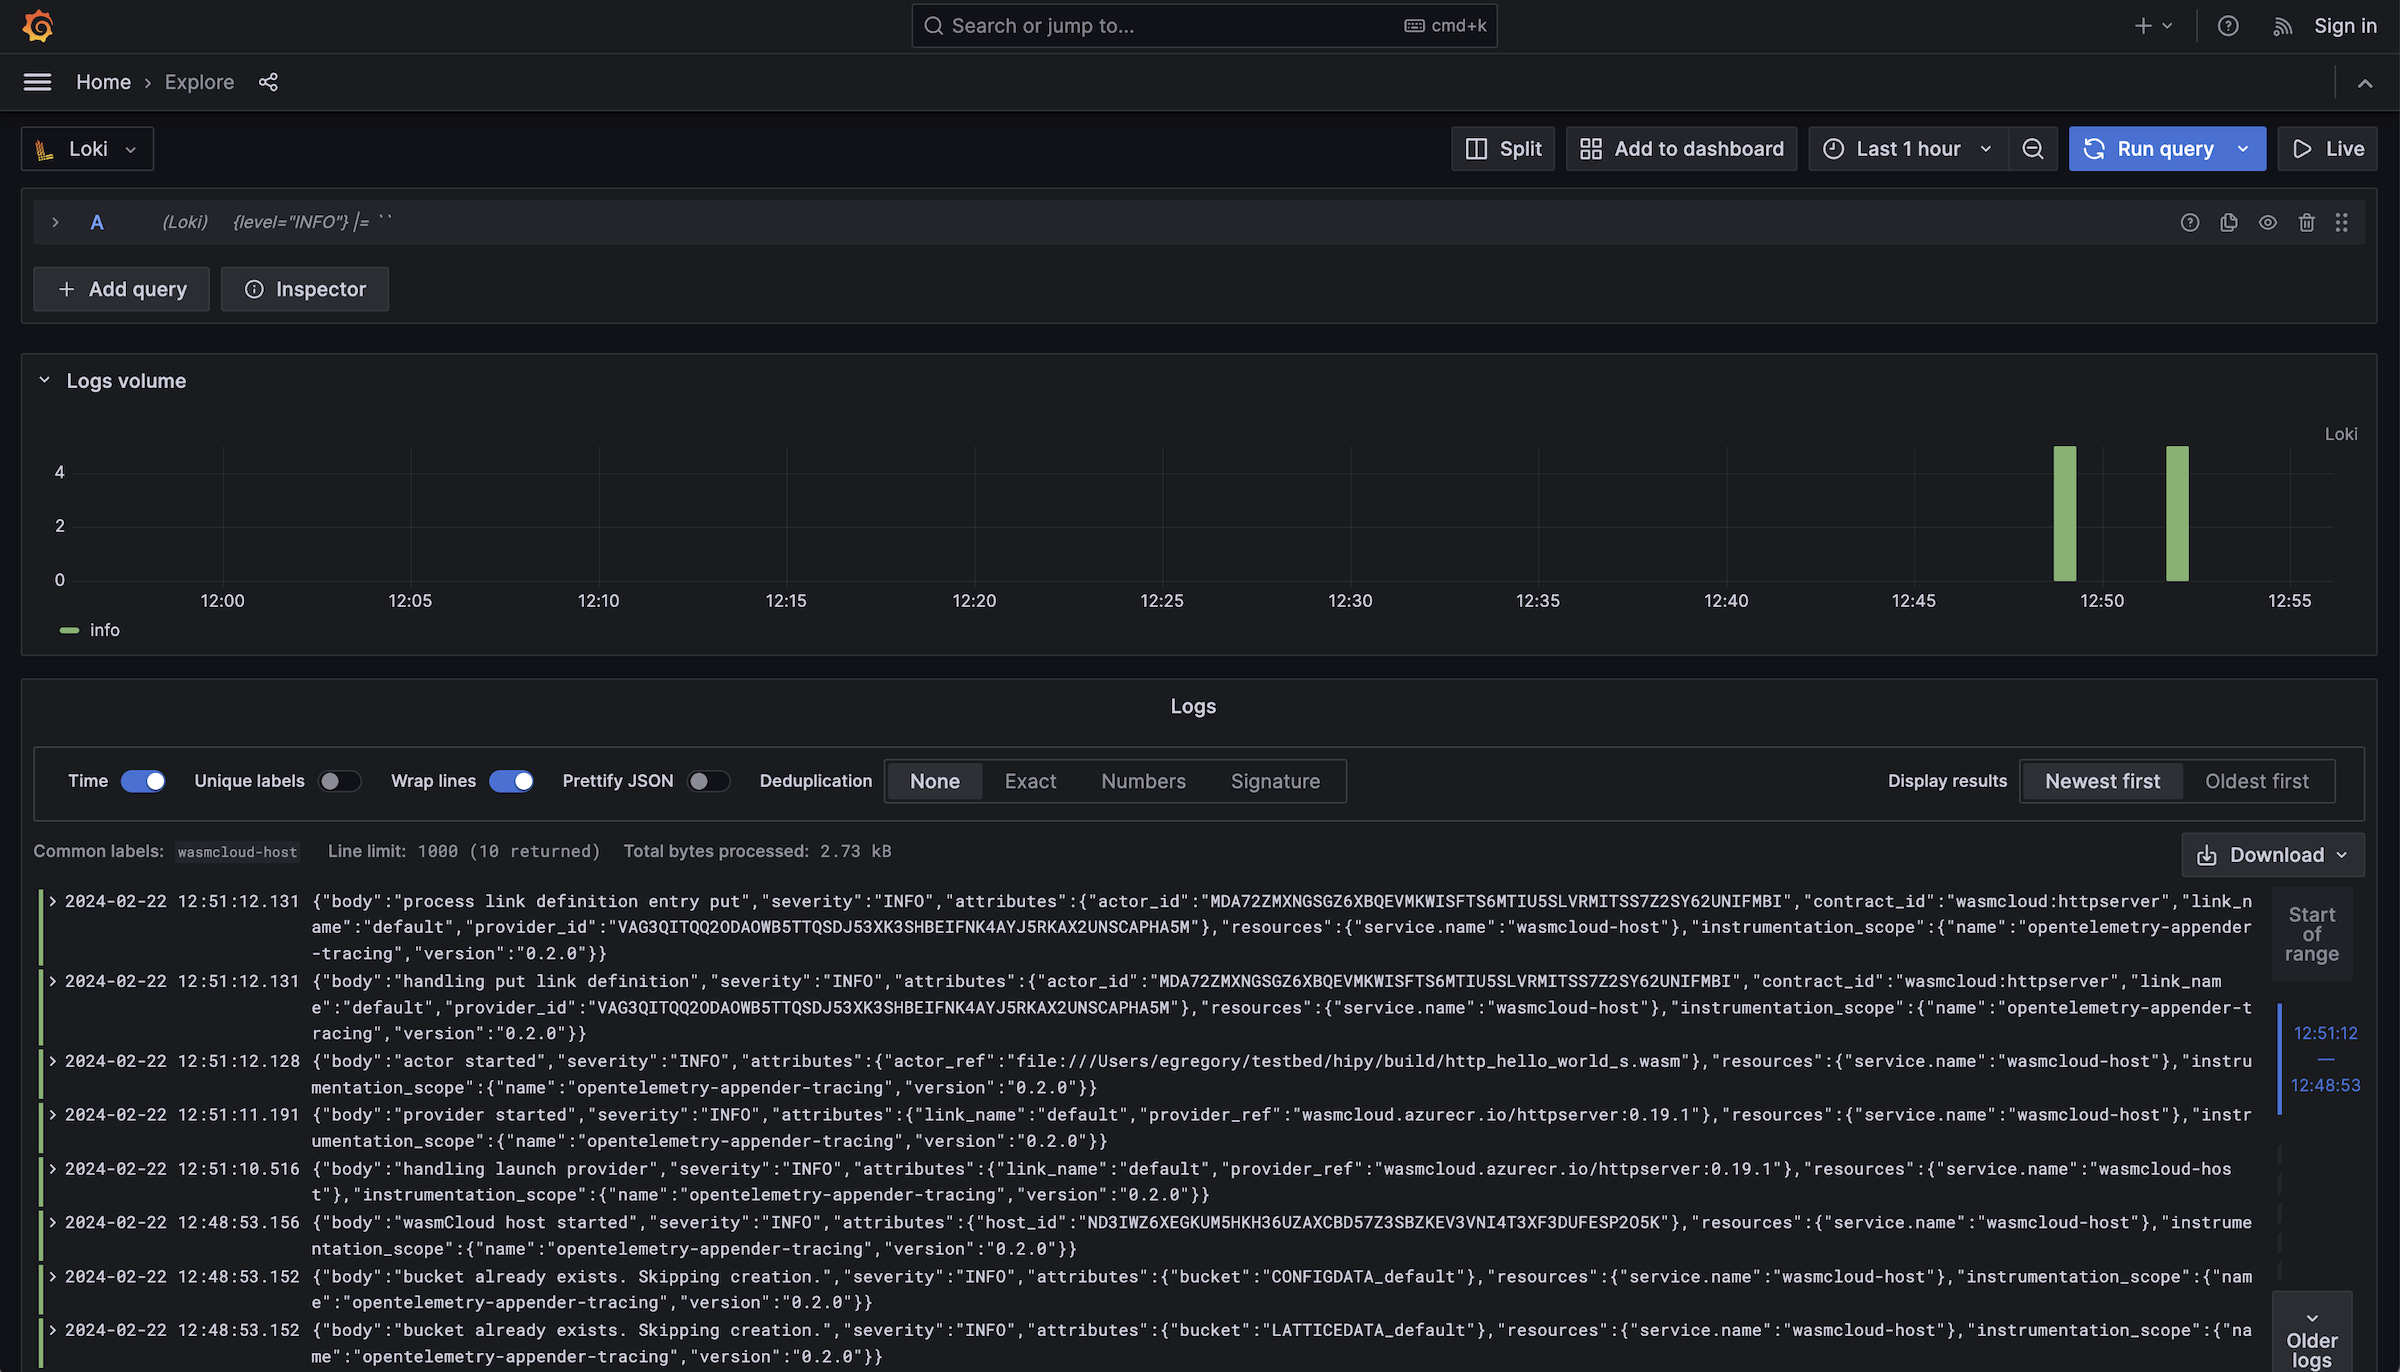 Search or jump to...
cmd+k
Sign in
Home › Explore
Loki
Split
Add to dashboard
Last 1 hour
Run query
Live
A (Loki) {level="INFO"} |= ``
+ Add query
Inspector
Logs volume
Loki
4
2
0
12:00 12:05 12:10 12:15 12:20 12:25 12:30 12:35 12:40 12:45 12:50 12:55
info
Logs
Time
Unique labels
Wrap lines
Prettify JSON
Deduplication
None Exact Numbers Signature
Display results
Newest first Oldest first
Common labels: wasmcloud-host Line limit: 1000 (10 returned) Total bytes processed: 2.73 kB
Download
2024-02-22 12:51:12.131 {"body":"process link definition entry put","severity":"INFO","attributes":{"actor_id":"MDA72ZMXNGSGZ6XBQEVMKWISFTS6MTIU5SLVRMITSS7Z2SY62UNIFMBI","contract_id":"wasmcloud:httpserver","link_n
ame":"default","provider_id":"VAG3QITQQ2ODAOWB5TTQSDJ53XK3SHBEIFNK4AYJ5RKAX2UNSCAPHA5M"},"resources":{"service.name":"wasmcloud-host"},"instrumentation_scope":{"name":"opentelemetry-appender
-tracing","version":"0.2.0"}}
2024-02-22 12:51:12.131 {"body":"handling put link definition","severity":"INFO","attributes":{"actor_id":"MDA72ZMXNGSGZ6XBQEVMKWISFTS6MTIU5SLVRMITSS7Z2SY62UNIFMBI","contract_id":"wasmcloud:httpserver","link_nam
e":"default","provider_id":"VAG3QITQQ2ODAOWB5TTQSDJ53XK3SHBEIFNK4AYJ5RKAX2UNSCAPHA5M"},"resources":{"service.name":"wasmcloud-host"},"instrumentation_scope":{"name":"opentelemetry-appender-t
racing","version":"0.2.0"}}
2024-02-22 12:51:12.128 {"body":"actor started","severity":"INFO","attributes":{"actor_ref":"file:///Users/egregory/testbed/hipy/build/http_hello_world_s.wasm"},"resources":{"service.name":"wasmcloud-host"},"instru
mentation_scope":{"name":"opentelemetry-appender-tracing","version":"0.2.0"}}
2024-02-22 12:51:11.191 {"body":"provider started","severity":"INFO","attributes":{"link_name":"default","provider_ref":"wasmcloud.azurecr.io/httpserver:0.19.1"},"resources":{"service.name":"wasmcloud-host"},"instr
umentation_scope":{"name":"opentelemetry-appender-tracing","version":"0.2.0"}}
2024-02-22 12:51:10.516 {"body":"handling launch provider","severity":"INFO","attributes":{"link_name":"default","provider_ref":"wasmcloud.azurecr.io/httpserver:0.19.1"},"resources":{"service.name":"wasmcloud-hos
t"},"instrumentation_scope":{"name":"opentelemetry-appender-tracing","version":"0.2.0"}}
2024-02-22 12:48:53.156 {"body":"wasmCloud host started","severity":"INFO","attributes":{"host_id":"ND3IWZ6XEGKUM5HKH36UZAXCBD57Z3SBZKEV3VNI4T3XF3DUFESP2O5K"},"resources":{"service.name":"wasmcloud-host"},"instrume
ntation_scope":{"name":"opentelemetry-appender-tracing","version":"0.2.0"}}
2024-02-22 12:48:53.152 {"body":"bucket already exists. Skipping creation.","severity":"INFO","attributes":{"bucket":"CONFIGDATA_default"},"resources":{"service.name":"wasmcloud-host"},"instrumentation_scope":{"nam
e":"opentelemetry-appender-tracing","version":"0.2.0"}}
2024-02-22 12:48:53.152 {"body":"bucket already exists. Skipping creation.","severity":"INFO","attributes":{"bucket":"LATTICEDATA_default"},"resources":{"service.name":"wasmcloud-host"},"instrumentation_scope":{"na
me":"opentelemetry-appender-tracing","version":"0.2.0"}}
Start
of
range
12:51:12
—
12:48:53
Older
logs